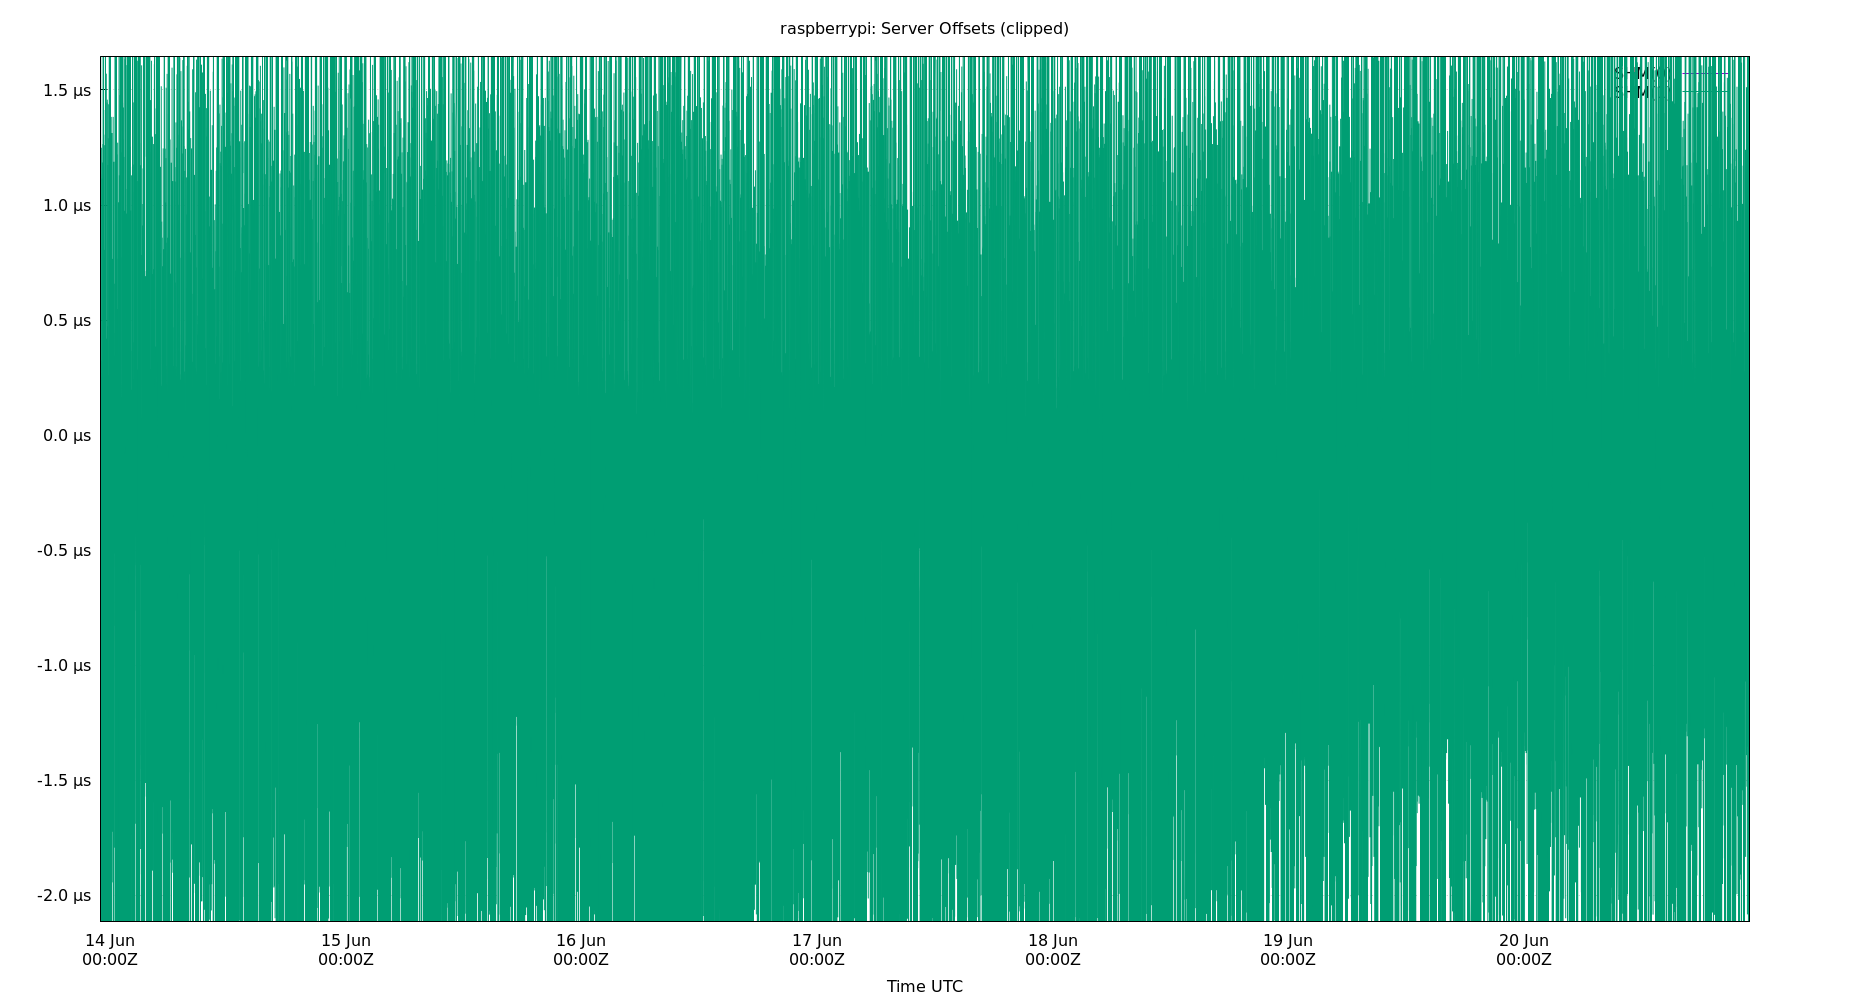 raspberrypi: Server Offsets (clipped)
1.5 µs
1.0 µs
0.5 µs
0.0 µs
-0.5 µs
-1.0 µs
-1.5 µs
-2.0 µs
14 Jun
00:00Z
15 Jun
00:00Z
16 Jun
00:00Z
17 Jun
00:00Z
18 Jun
00:00Z
19 Jun
00:00Z
20 Jun
00:00Z
Time UTC